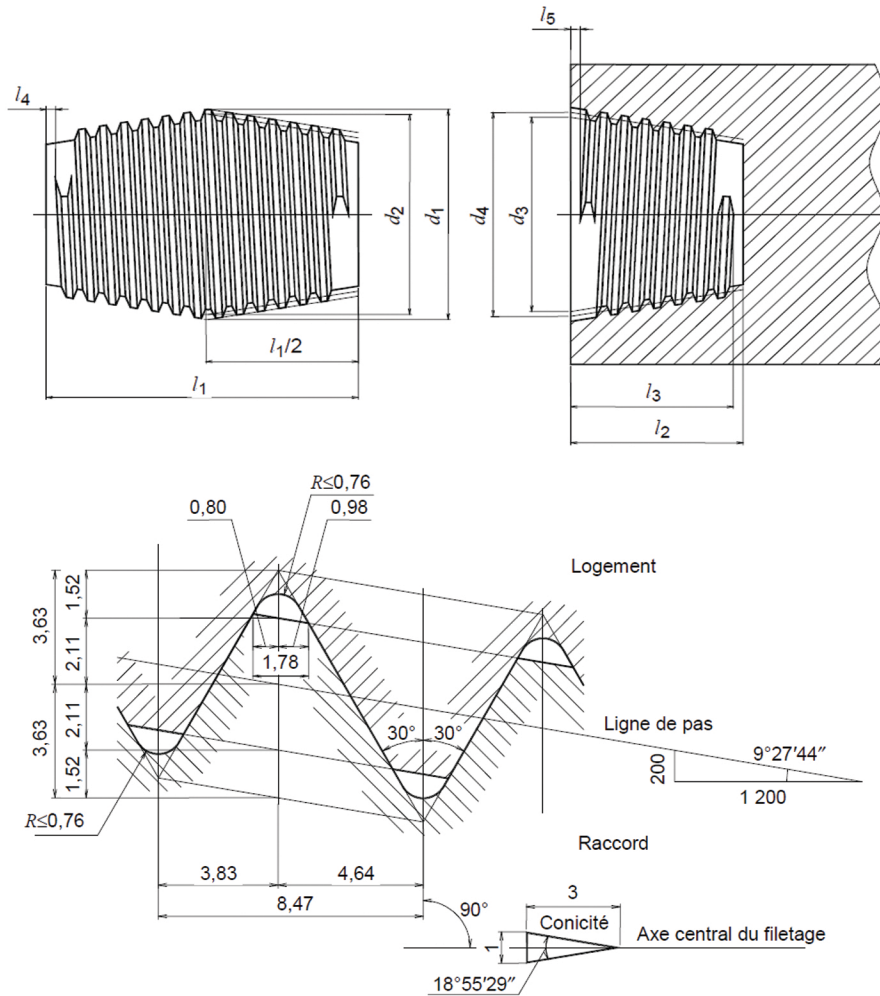 l5
l4
d2
d1
d4
d3
l1/2
l1
l3
l2
R≤0,76
0,80
0,98
Logement
1,52
3,63
2,11
1,78
2,11
3,63
1,52
30°
30°
Ligne de pas
9°27′44″
200
1 200
R≤0,76
Raccord
3,83
4,64
8,47
90°
3
Conicité
1
Axe central du filetage
18°55′29″